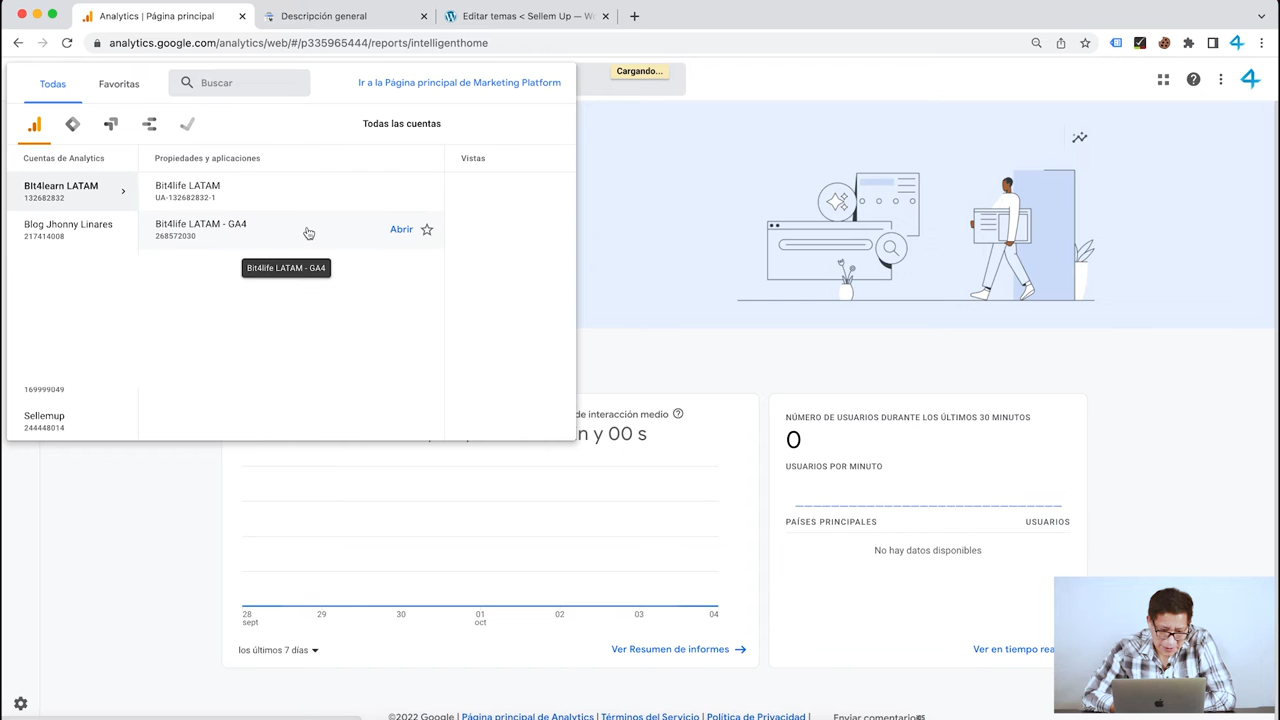 Analytics | Página principal
Descripción general
Editar temas < Sellem Up — W
analytics.google.com/analytics/web/#/p335965444/reports/intelligenthome
Todas
Favoritas
Buscar
Ir a la Página principal de Marketing Platform
Cargando...
Todas las cuentas
Cuentas de Analytics
Propiedades y aplicaciones
Vistas
BIt4learn LATAM
132682832
Bit4life LATAM
UA-132682832-1
Blog Jhonny Linares
217414008
Bit4life LATAM - GA4
268572030
Abrir
Bit4life LATAM - GA4
169999049
Sellemup
244448014
de interacción medio
n y 00 s
NÚMERO DE USUARIOS DURANTE LOS ÚLTIMOS 30 MINUTOS
0
USUARIOS POR MINUTO
PAÍSES PRINCIPALES
USUARIOS
No hay datos disponibles
28 29 30 01 02 03 04
sept oct
los últimos 7 días
Ver Resumen de informes
Ver en tiempo rea
©2022 Google | Página principal de Analytics | Términos del Servicio | Política de Privacidad |
Enviar comentarios